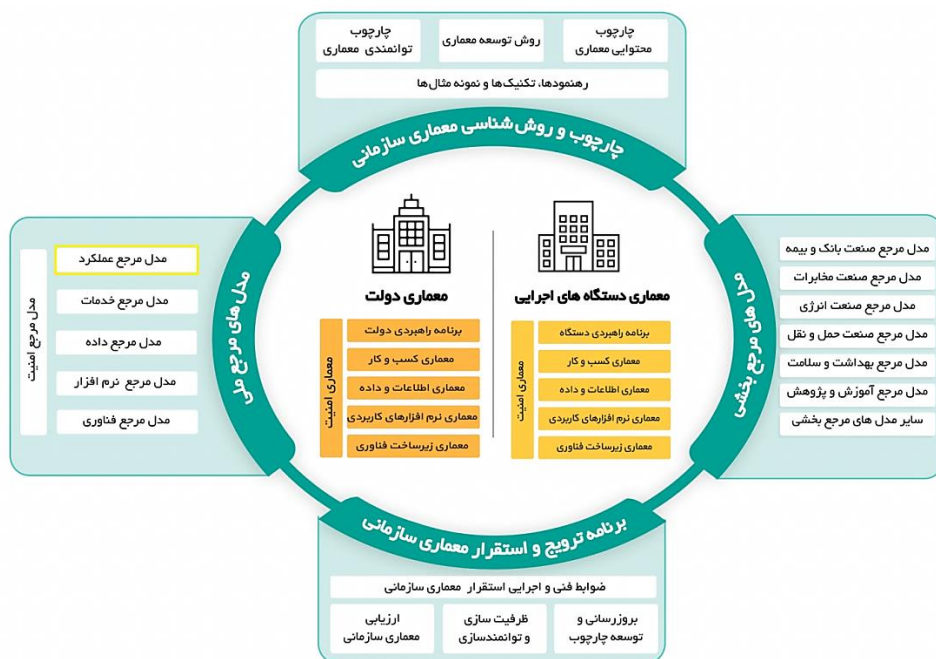 چارچوب
محتوایی معماری
روش توسعه معماری
چارچوب
توانمندی معماری
رهنمودها، تکنیک‌ها و نمونه مثال‌ها
چارچوب و روش شناسی معماری سازمانی
مدل های مرجع بخشی
مدل مرجع صنعت بانک و بیمه
مدل مرجع صنعت مخابرات
مدل مرجع صنعت انرژی
مدل مرجع صنعت حمل و نقل
مدل مرجع بهداشت و سلامت
مدل مرجع آموزش و پژوهش
سایر مدل های مرجع بخشی
معماری دستگاه های اجرایی
برنامه راهبردی دستگاه
معماری کسب و کار
معماری اطلاعات و داده
معماری نرم افزارهای کاربردی
معماری زیرساخت فناوری
معماری امنیت
معماری دولت
برنامه راهبردی دولت
معماری کسب و کار
معماری اطلاعات و داده
معماری نرم افزارهای کاربردی
معماری زیرساخت فناوری
معماری امنیت
مدل های مرجع ملی
مدل مرجع عملکرد
مدل مرجع خدمات
مدل مرجع داده
مدل مرجع نرم افزار
مدل مرجع فناوری
مدل مرجع امنیت
برنامه ترویج و استقرار معماری سازمانی
ضوابط فنی و اجرایی استقرار معماری سازمانی
بروزرسانی و
توسعه چارچوب
ظرفیت سازی
و توانمندسازی
ارزیابی
معماری سازمانی